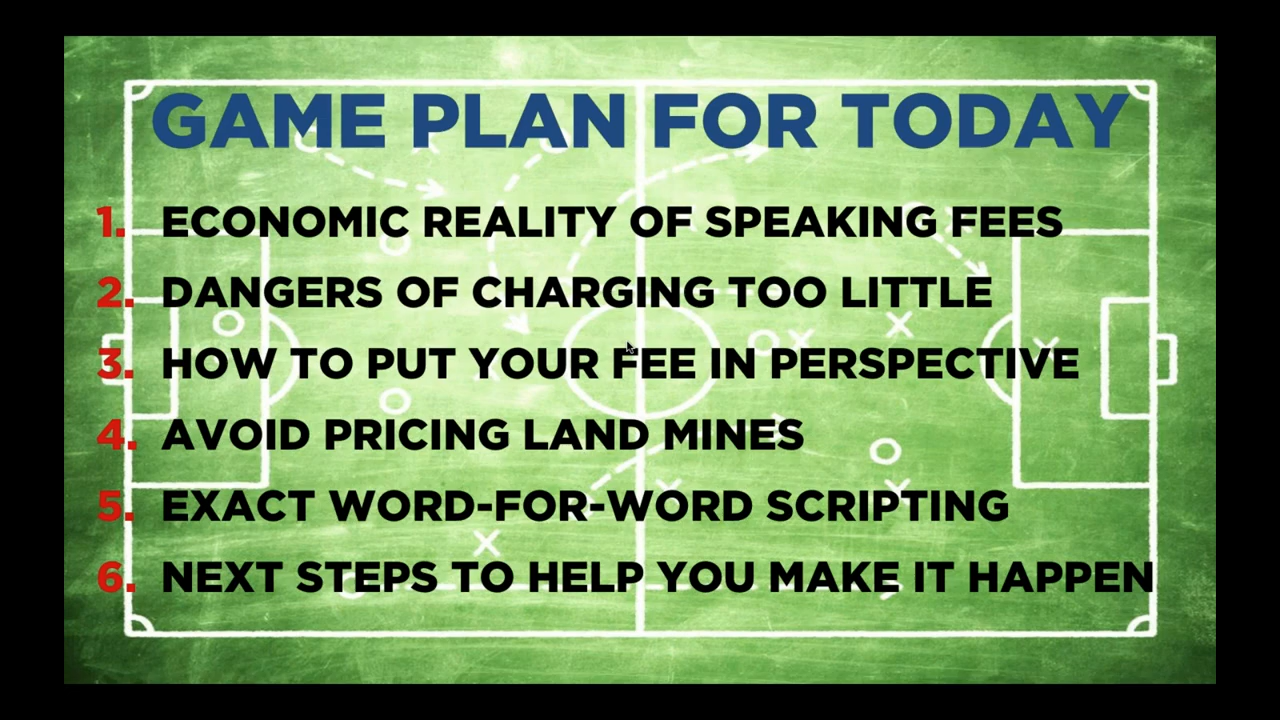 GAME PLAN FOR TODAY
1. ECONOMIC REALITY OF SPEAKING FEES
2. DANGERS OF CHARGING TOO LITTLE
3. HOW TO PUT YOUR FEE IN PERSPECTIVE
4. AVOID PRICING LAND MINES
5. EXACT WORD-FOR-WORD SCRIPTING
6. NEXT STEPS TO HELP YOU MAKE IT HAPPEN